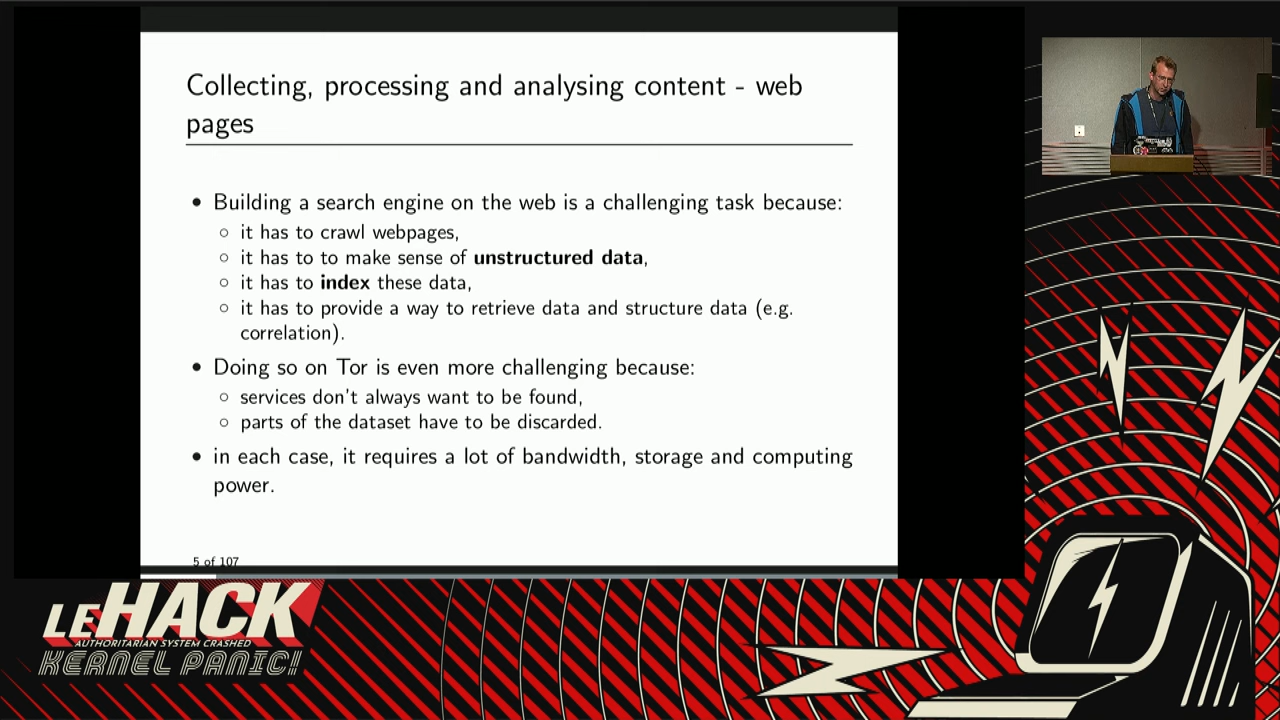 Collecting, processing and analysing content - web
pages
• Building a search engine on the web is a challenging task because:
○ it has to crawl webpages,
○ it has to to make sense of unstructured data,
○ it has to index these data,
○ it has to provide a way to retrieve data and structure data (e.g.
correlation).
• Doing so on Tor is even more challenging because:
○ services don't always want to be found,
○ parts of the dataset have to be discarded.
• in each case, it requires a lot of bandwidth, storage and computing
power.
5 of 107
LEHACK
AUTHORITARIAN SYSTEM CRASHED
KERNEL PANIC!